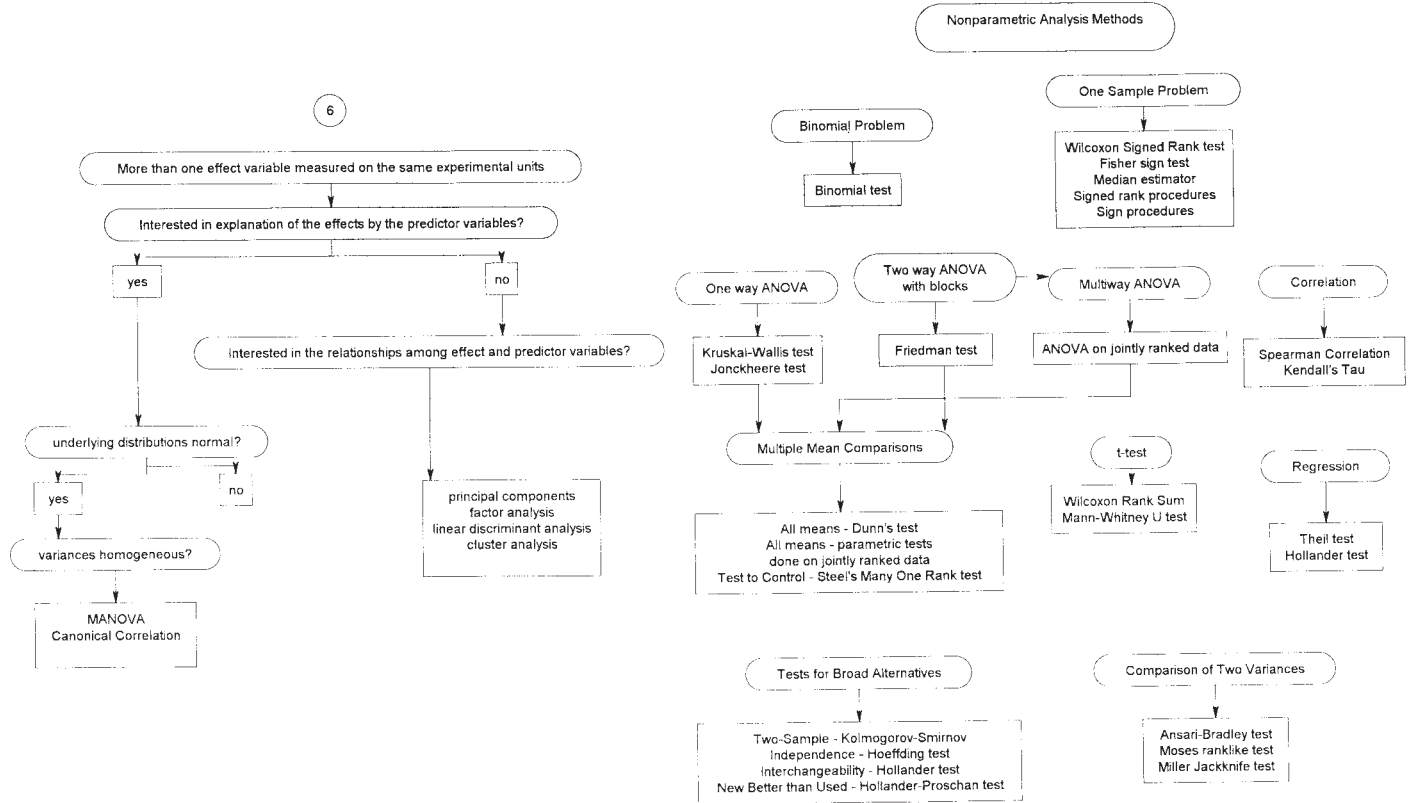 6
More than one effect variable measured on the same experimental units
Interested in explanation of the effects by the predictor variables?
yes
no
Interested in the relationships among effect and predictor variables?
underlying distributions normal?
yes
no
principal components
factor analysis
linear discriminant analysis
cluster analysis
variances homogeneous?
MANOVA
Canonical Correlation
Nonparametric Analysis Methods
Binomial Problem
Binomial test
One Sample Problem
Wilcoxon Signed Rank test
Fisher sign test
Median estimator
Signed rank procedures
Sign procedures
One way ANOVA
Kruskal-Wallis test
Jonckheere test
Two way ANOVA
with blocks
Friedman test
Multiway ANOVA
ANOVA on jointly ranked data
Correlation
Spearman Correlation
Kendall's Tau
Multiple Mean Comparisons
All means - Dunn's test
All means - parametric tests
done on jointly ranked data
Test to Control - Steel's Many One Rank test
t-test
Wilcoxon Rank Sum
Mann-Whitney U test
Regression
Theil test
Hollander test
Tests for Broad Alternatives
Two-Sample - Kolmogorov-Smirnov
Independence - Hoeffding test
Interchangeability - Hollander test
New Better than Used - Hollander-Proschan test
Comparison of Two Variances
Ansari-Bradley test
Moses ranklike test
Miller Jackknife test